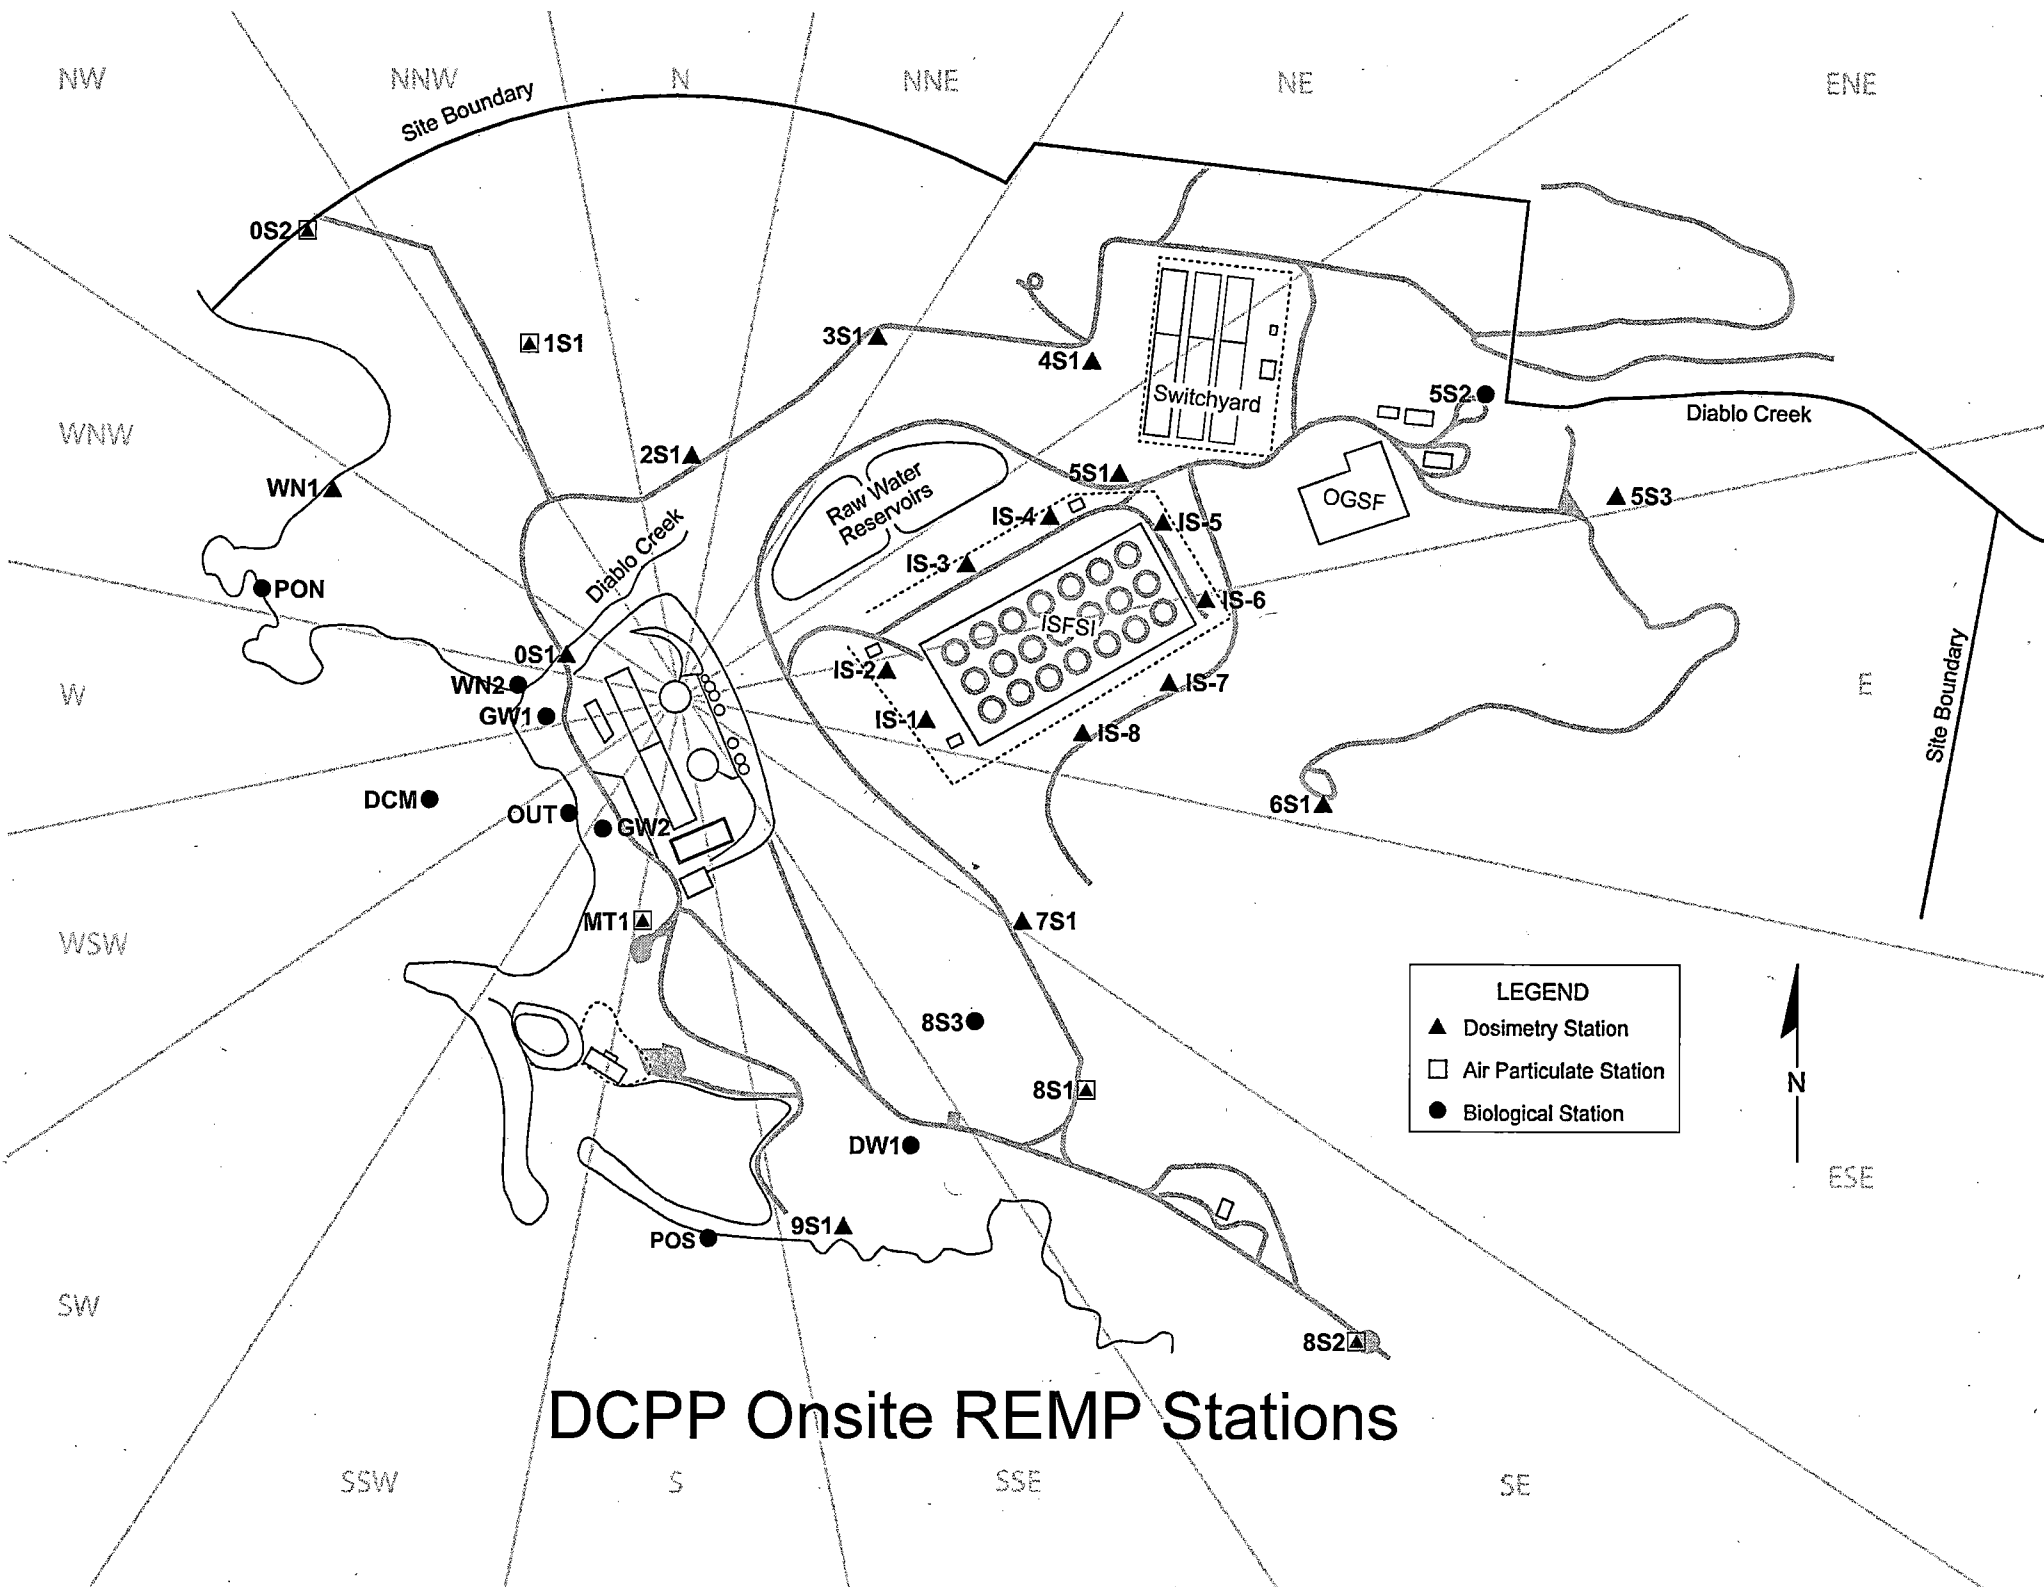 NW
NNW
N
NNE
NE
ENE
Site Boundary
0S2
1S1
3S1
4S1
Switchyard
5S2
Diablo Creek
WNW
2S1
WN1
Raw Water
Reservoirs
5S1
OGSF
5S3
IS-4
IS-5
Diablo Creek
IS-3
PON
IS-6
ISFSI
0S1
IS-2
WN2
IS-7
W
E
GW1
IS-1
IS-8
Site Boundary
DCM
OUT
GW2
6S1
MT1
7S1
WSW
LEGEND
Dosimetry Station
Air Particulate Station
Biological Station
N
8S3
8S1
DW1
ESE
9S1
POS
SW
8S2
DCPP Onsite REMP Stations
SSW
S
SSE
SE